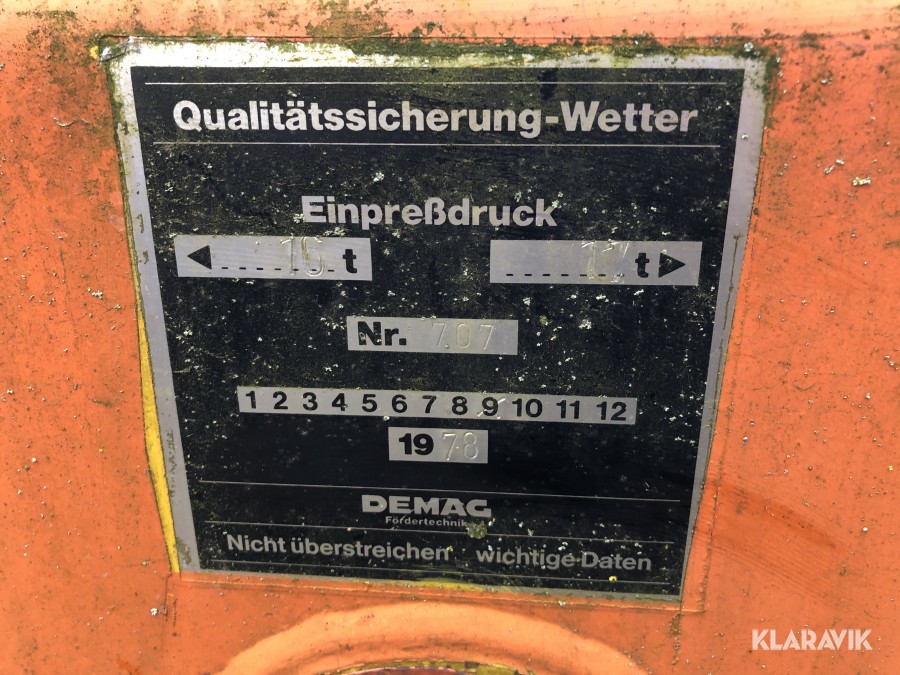 Qualitätssicherung-Wetter
Einpreßdruck
t t
Nr. 707
1 2 3 4 5 6 7 8 9 10 11 12
1978
DEMAG
Fördertechnik
Nicht überstreichen wichtige Daten
KLARAVIK